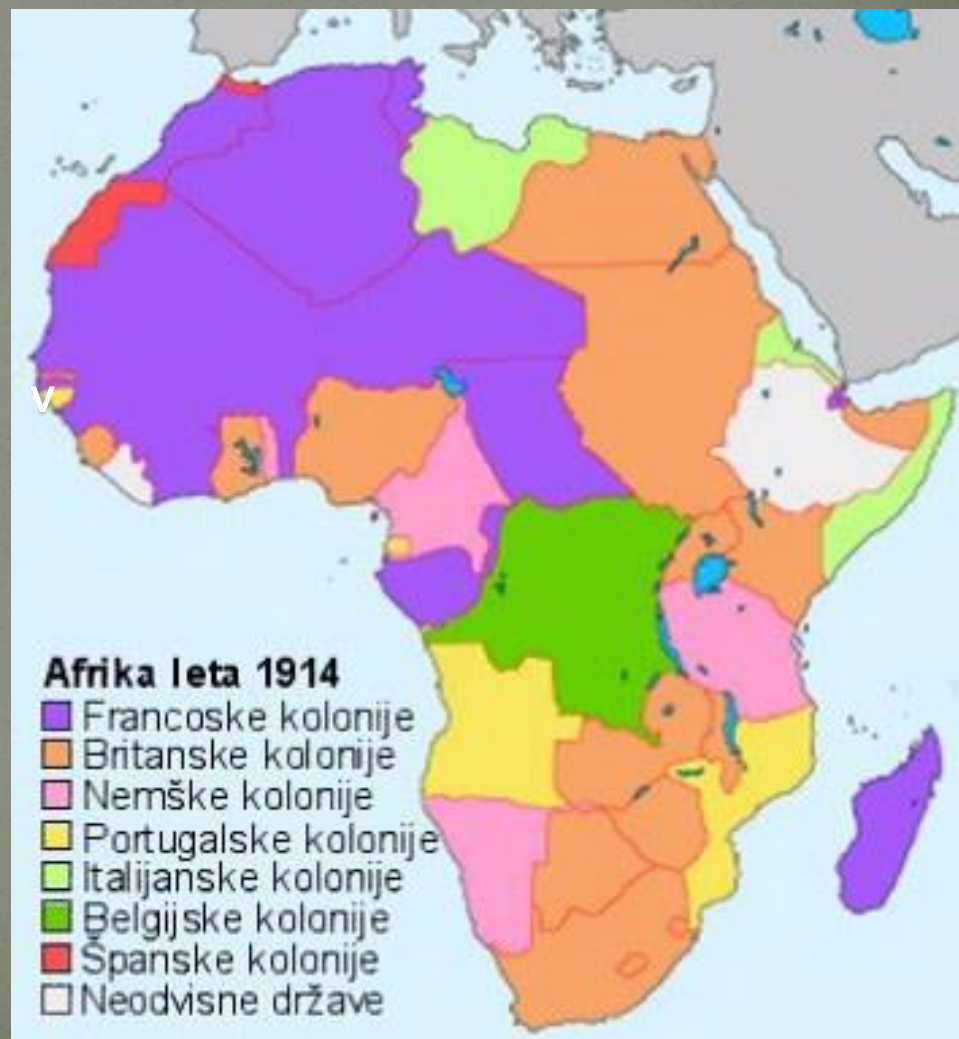 v
Afrika leta 1914
Francoske kolonije
Britanske kolonije
Nemške kolonije
Portugalske kolonije
Italijanske kolonije
Belgijske kolonije
Španske kolonije
Neodvisne države